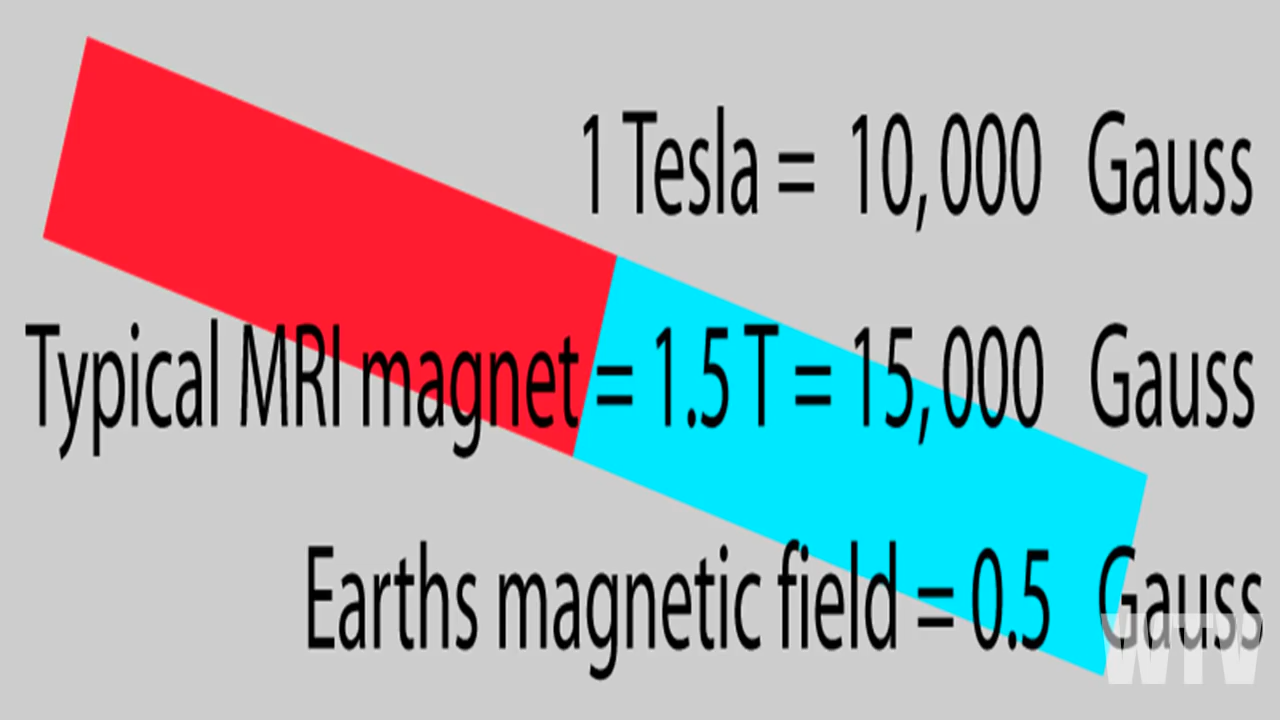 1 Tesla = 10,000 Gauss
Typical MRI magnet = 1.5 T = 15,000 Gauss
Earths magnetic field = 0.5 Gauss
WTV